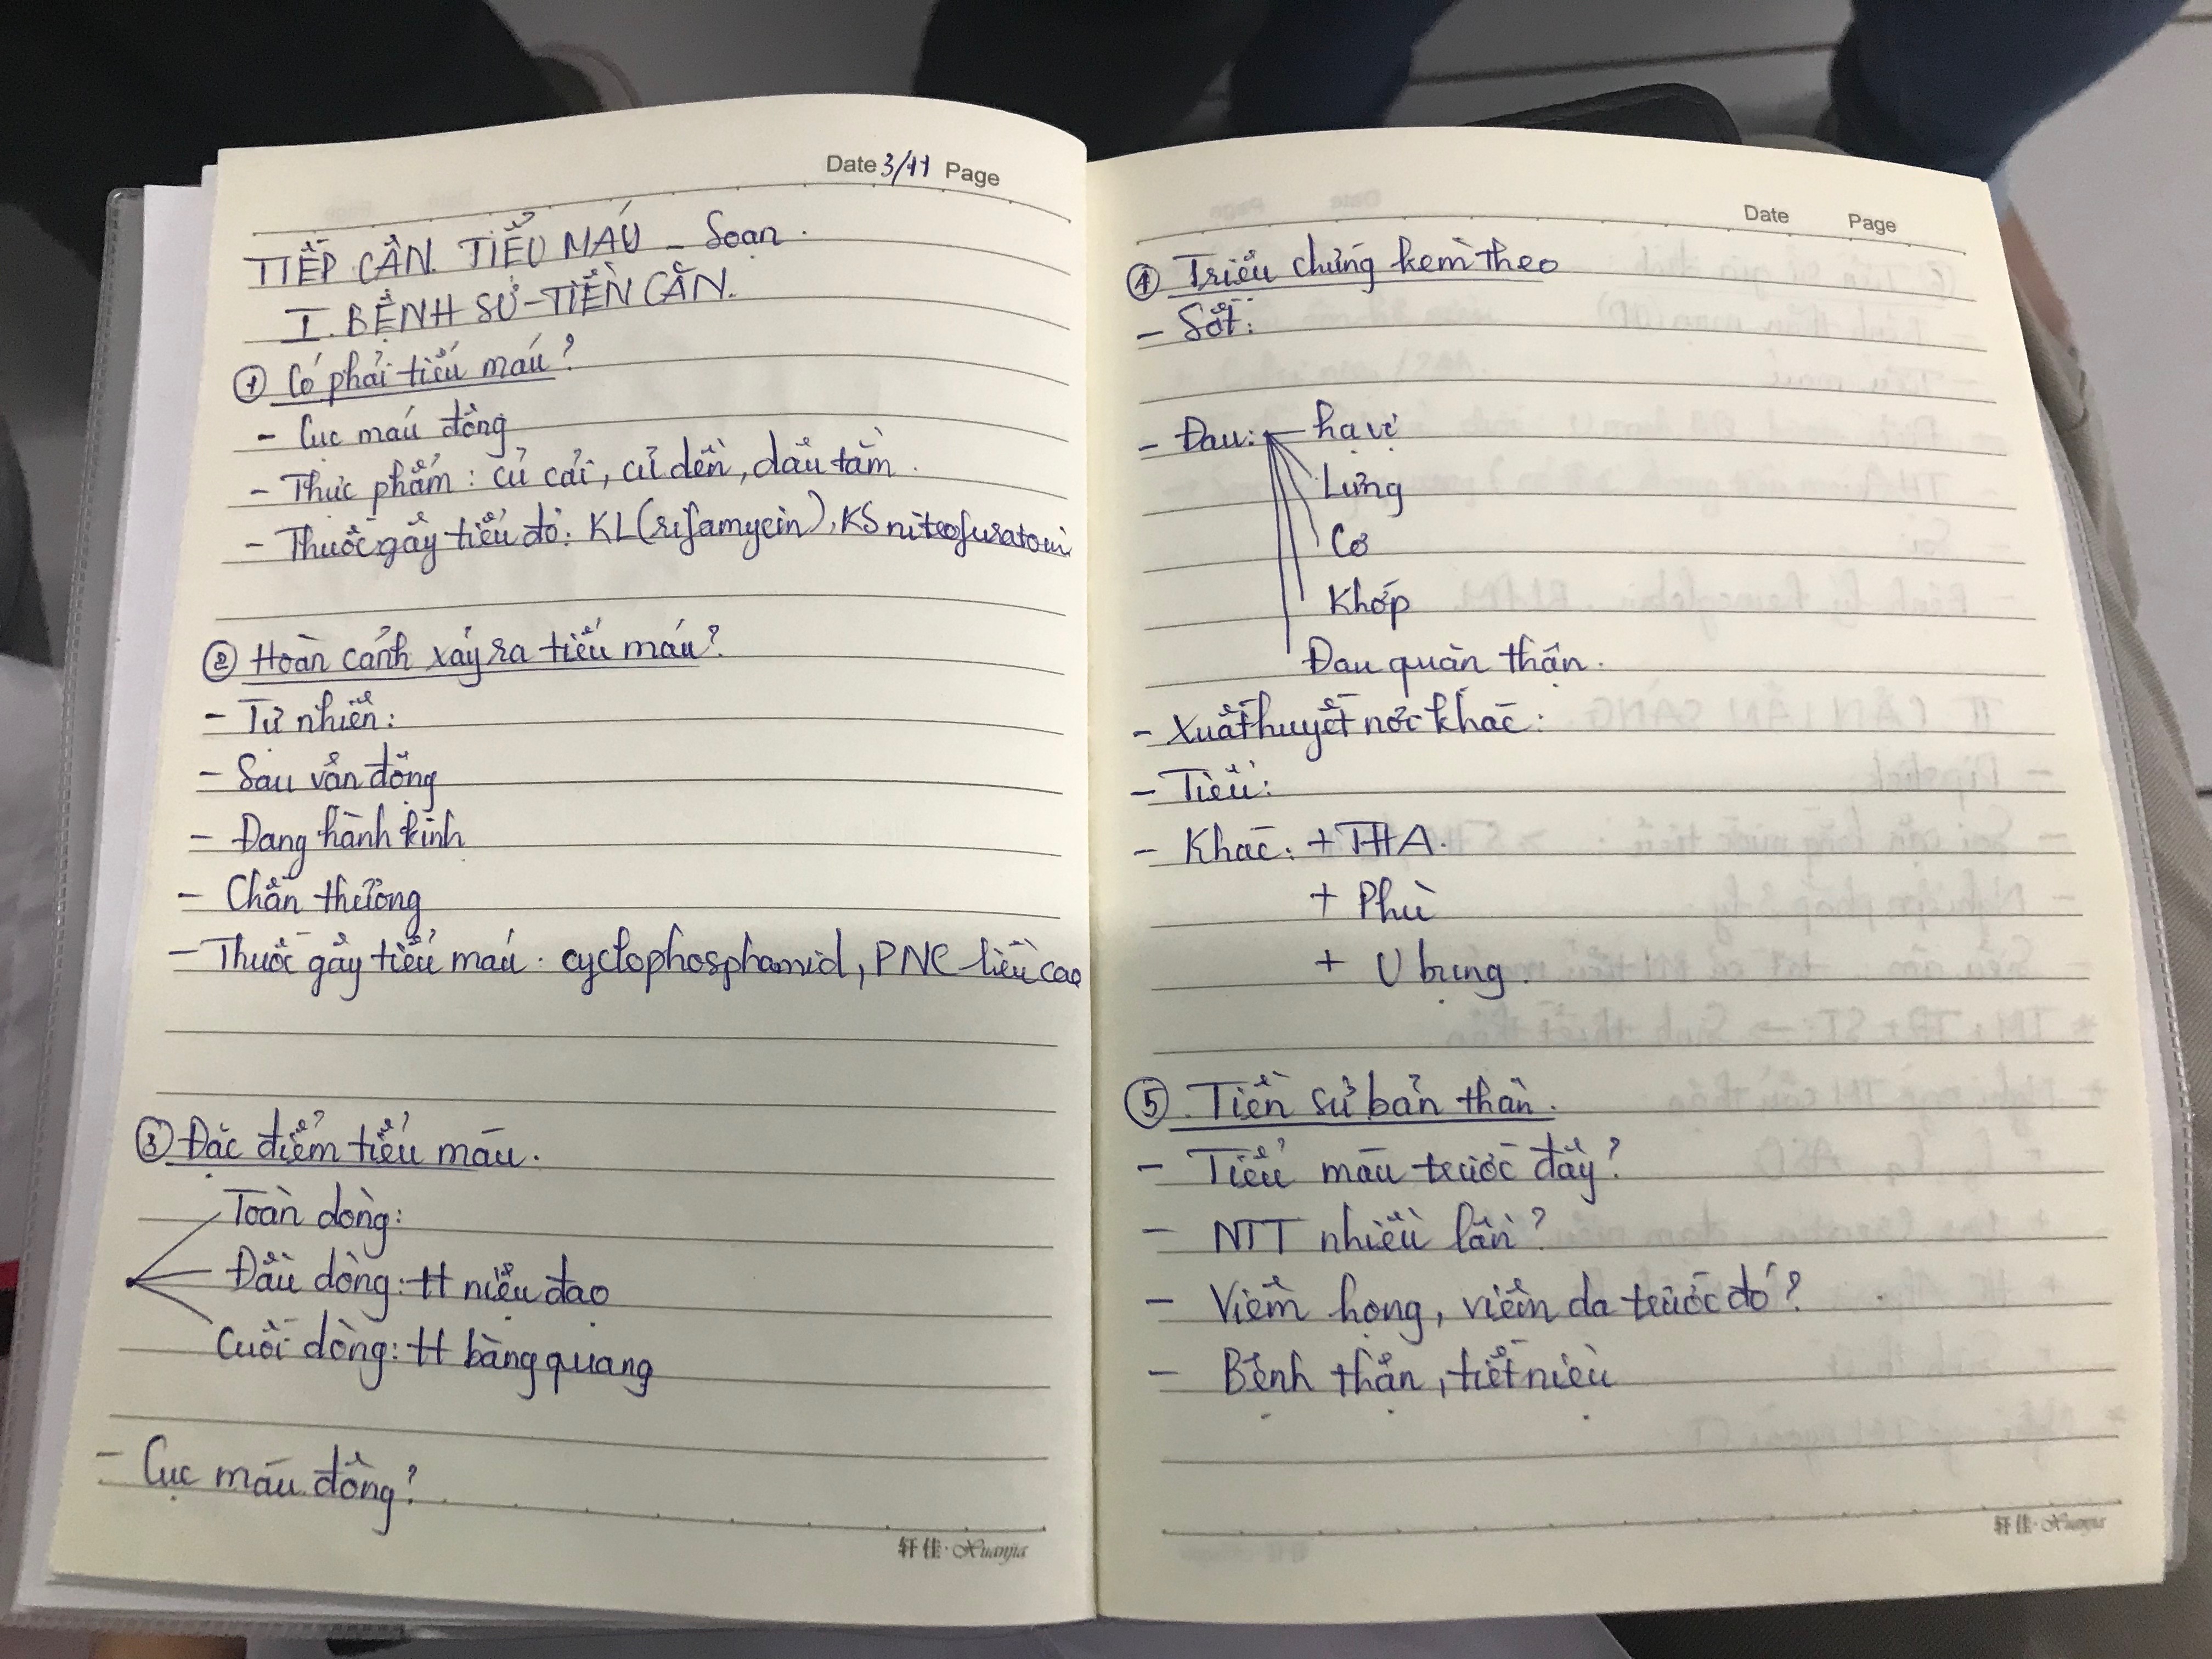 Date 3/11 Page
TIẾP CẬN TIỂU MÁU - Soạn.
I. BỆNH SỬ - TIỀN CĂN.
① Có phải tiểu máu?
- Cục máu đông
- Thực phẩm: củ cải, củ dền, dâu tằm.
- Thuốc gây tiểu đỏ: KL (rifamycin), KS nitrofuratoin
② Hoàn cảnh xảy ra tiểu máu?
- Tự nhiên:
- Sau vận động
- Đang hành kinh
- Chấn thương
- Thuốc gây tiểu máu: cyclophosphamid, PNC liều cao
③ Đặc điểm tiểu máu.
Toàn dòng:
Đầu dòng: tt niệu đạo
Cuối dòng: tt bàng quang
- Cục máu đông?
轩佳·Xuanjia
Date Page
④ Triệu chứng kèm theo
- Sốt:
- Đau: hạ vị
Lưng
Cơ
Khớp
Đau quặn thận.
- Xuất huyết nơi khác:
- Tiểu:
- Khác: + THA.
+ Phù
+ U bụng.
⑤ Tiền sử bản thân.
- Tiểu máu trước đây?
- NTT nhiều lần?
- Viêm họng, viêm da trước đó?
- Bệnh thận, tiết niệu
轩佳·Xuanjia